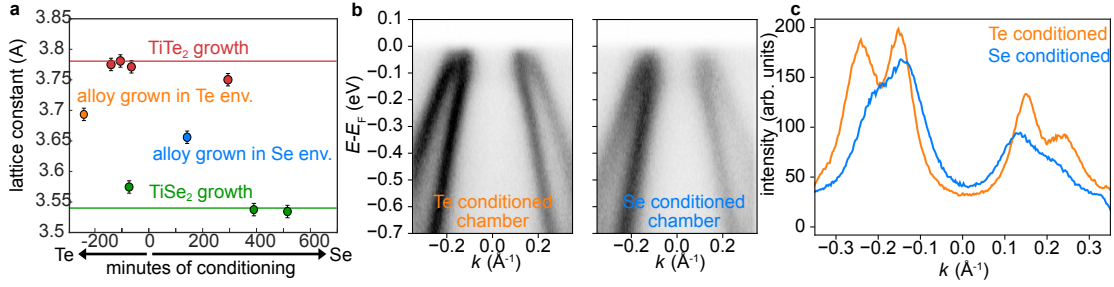 a
lattice constant (A)
3.85
3.8
3.75
3.7
3.65
3.6
3.55
3.5
TiTe2 growth
alloy grown in Te env.
alloy grown in Se env.
TiSe2 growth
-200 0 200 400 600
Te Se
minutes of conditioning
b
E-EF (eV)
0.1
0.0
−0.1
−0.2
−0.3
−0.4
−0.5
−0.6
−0.7
Te conditioned
chamber
Se conditioned
chamber
−0.2 0.0 0.2
k (Å-1)
−0.2 0.0 0.2
k (Å-1)
c
intensity (arb. units)
200
150
100
50
0
Te conditioned
Se conditioned
−0.3 −0.2 −0.1 0.0 0.1 0.2 0.3
k (Å-1)